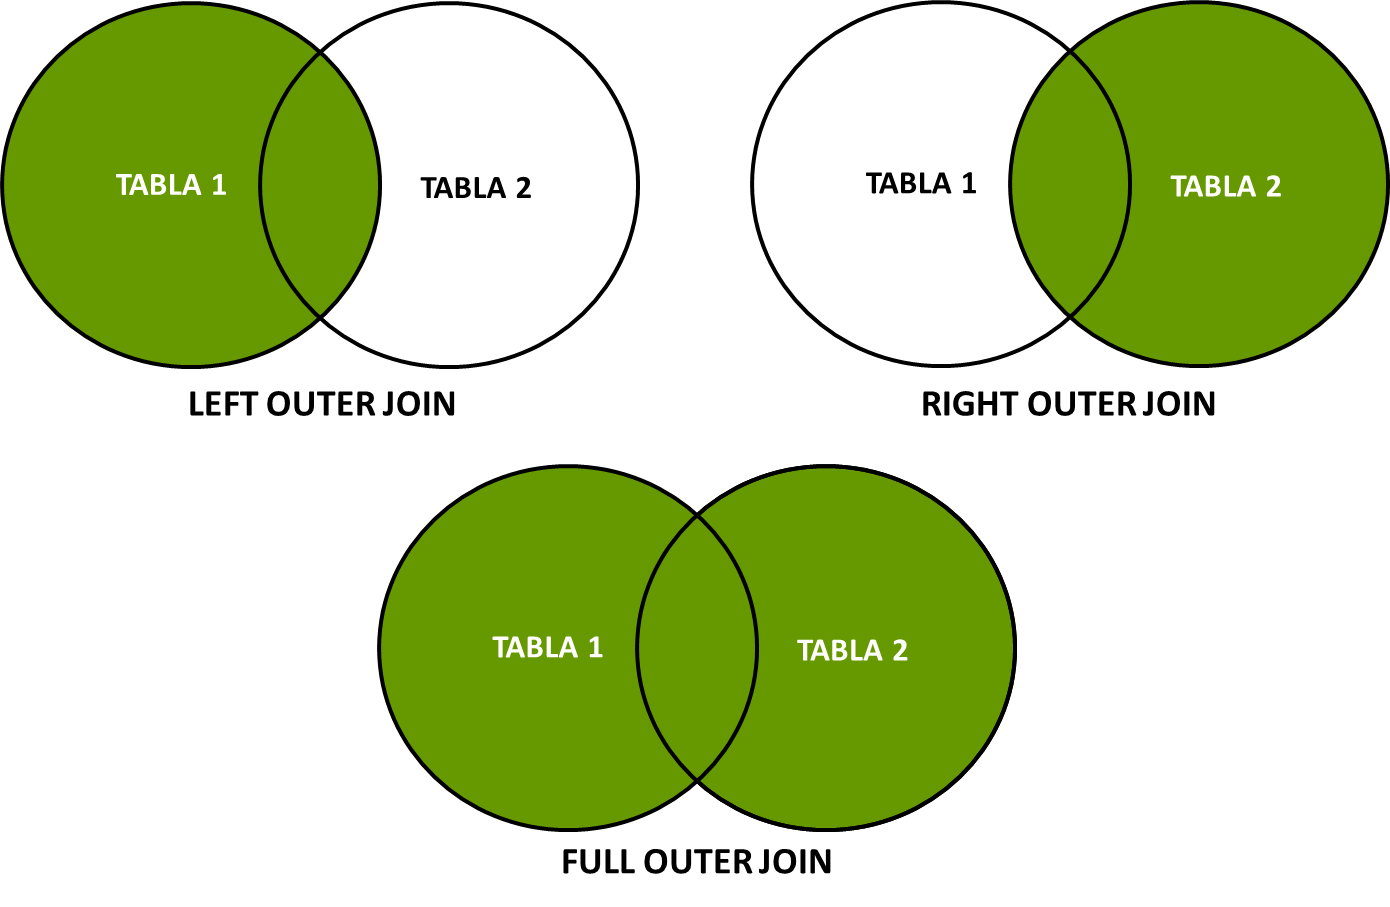 TABLA 1
TABLA 2
LEFT OUTER JOIN
TABLA 1
TABLA 2
RIGHT OUTER JOIN
TABLA 1
TABLA 2
FULL OUTER JOIN